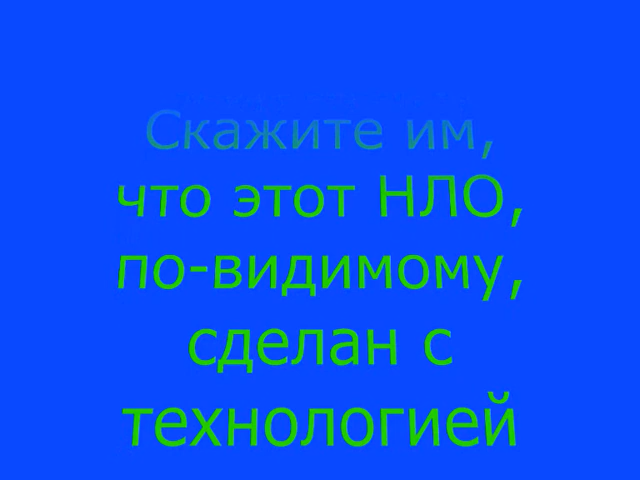 Скажите им,
что этот НЛО,
по-видимому,
сделан с
технологией